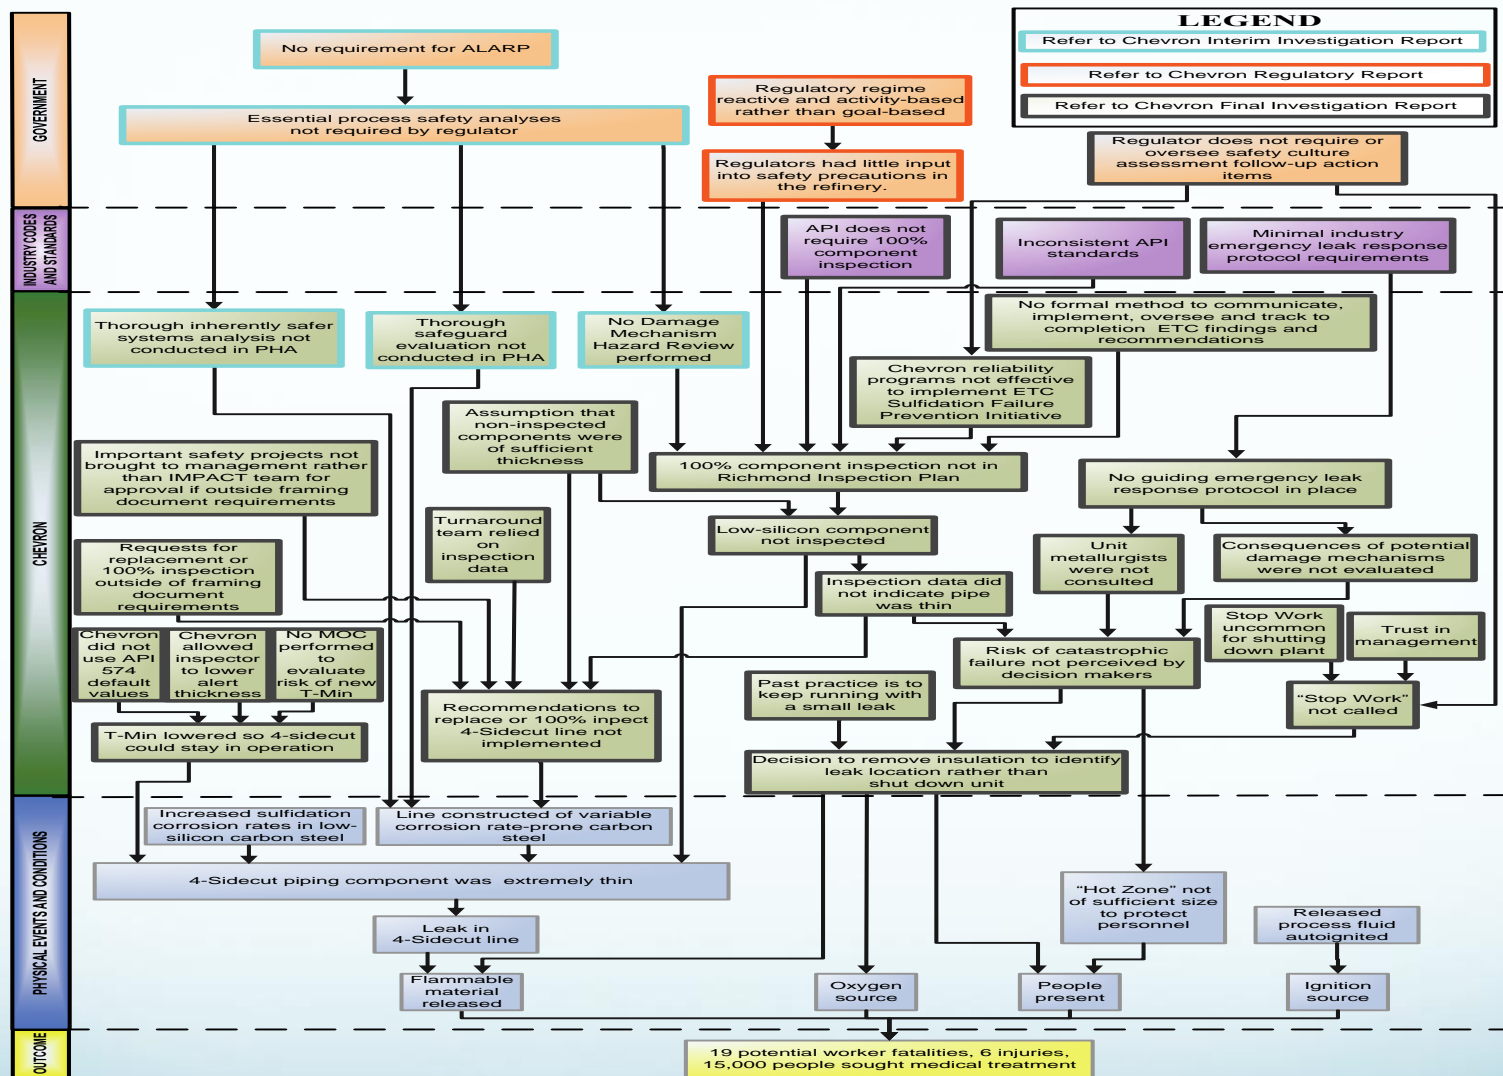 LEGEND
Refer to Chevron Interim Investigation Report
Refer to Chevron Regulatory Report
Refer to Chevron Final Investigation Report
GOVERNMENT
No requirement for ALARP
Essential process safety analyses
not required by regulator
Regulatory regime
reactive and activity-based
rather than goal-based
Regulators had little input
into safety precautions in
the refinery.
Regulator does not require or
oversee safety culture
assessment follow-up action
items
INDUSTRY CODES
AND STANDARDS
API does not
require 100%
component
inspection
Inconsistent API
standards
Minimal industry
emergency leak response
protocol requirements
CHEVRON
Thorough inherently safer
systems analysis not
conducted in PHA
Thorough
safeguard
evaluation not
conducted in PHA
No Damage
Mechanism
Hazard Review
performed
No formal method to communicate,
implement, oversee and track to
completion ETC findings and
recommendations
Chevron reliability
programs not effective
to implement ETC
Sulfidation Failure
Prevention Initiative
Assumption that
non-inspected
components were
of sufficient
thickness
Important safety projects not
brought to management rather
than IMPACT team for
approval if outside framing
document requirements
100% component inspection not in
Richmond Inspection Plan
No guiding emergency leak
response protocol in place
Turnaround
team relied
on
inspection
data
Low-silicon component
not inspected
Unit
metallurgists
were not
consulted
Consequences of potential
damage mechanisms
were not evaluated
Requests for
replacement or
100% inspection
outside of framing
document
requirements
Inspection data did
not indicate pipe
was thin
Stop Work
uncommon
for shutting
down plant
Trust in
management
Chevron
did not
use API
574
default
values
Chevron
allowed
inspector
to lower
alert
thickness
No MOC
performed
to
evaluate
risk of new
T-Min
Risk of catastrophic
failure not perceived by
decision makers
Past practice is to
keep running with
a small leak
“Stop Work”
not called
Recommendations to
replace or 100% inpect
4-Sidecut line not
implemented
T-Min lowered so 4-sidecut
could stay in operation
Decision to remove insulation to identify
leak location rather than
shut down unit
PHYSICAL EVENTS AND CONDITIONS
Increased sulfidation
corrosion rates in low-
silicon carbon steel
Line constructed of variable
corrosion rate-prone carbon
steel
4-Sidecut piping component was extremely thin
“Hot Zone” not
of sufficient size
to protect
personnel
Released
process fluid
autoignited
Leak in
4-Sidecut line
Flammable
material
released
Oxygen
source
People
present
Ignition
source
OUTCOME
19 potential worker fatalities, 6 injuries,
15,000 people sought medical treatment